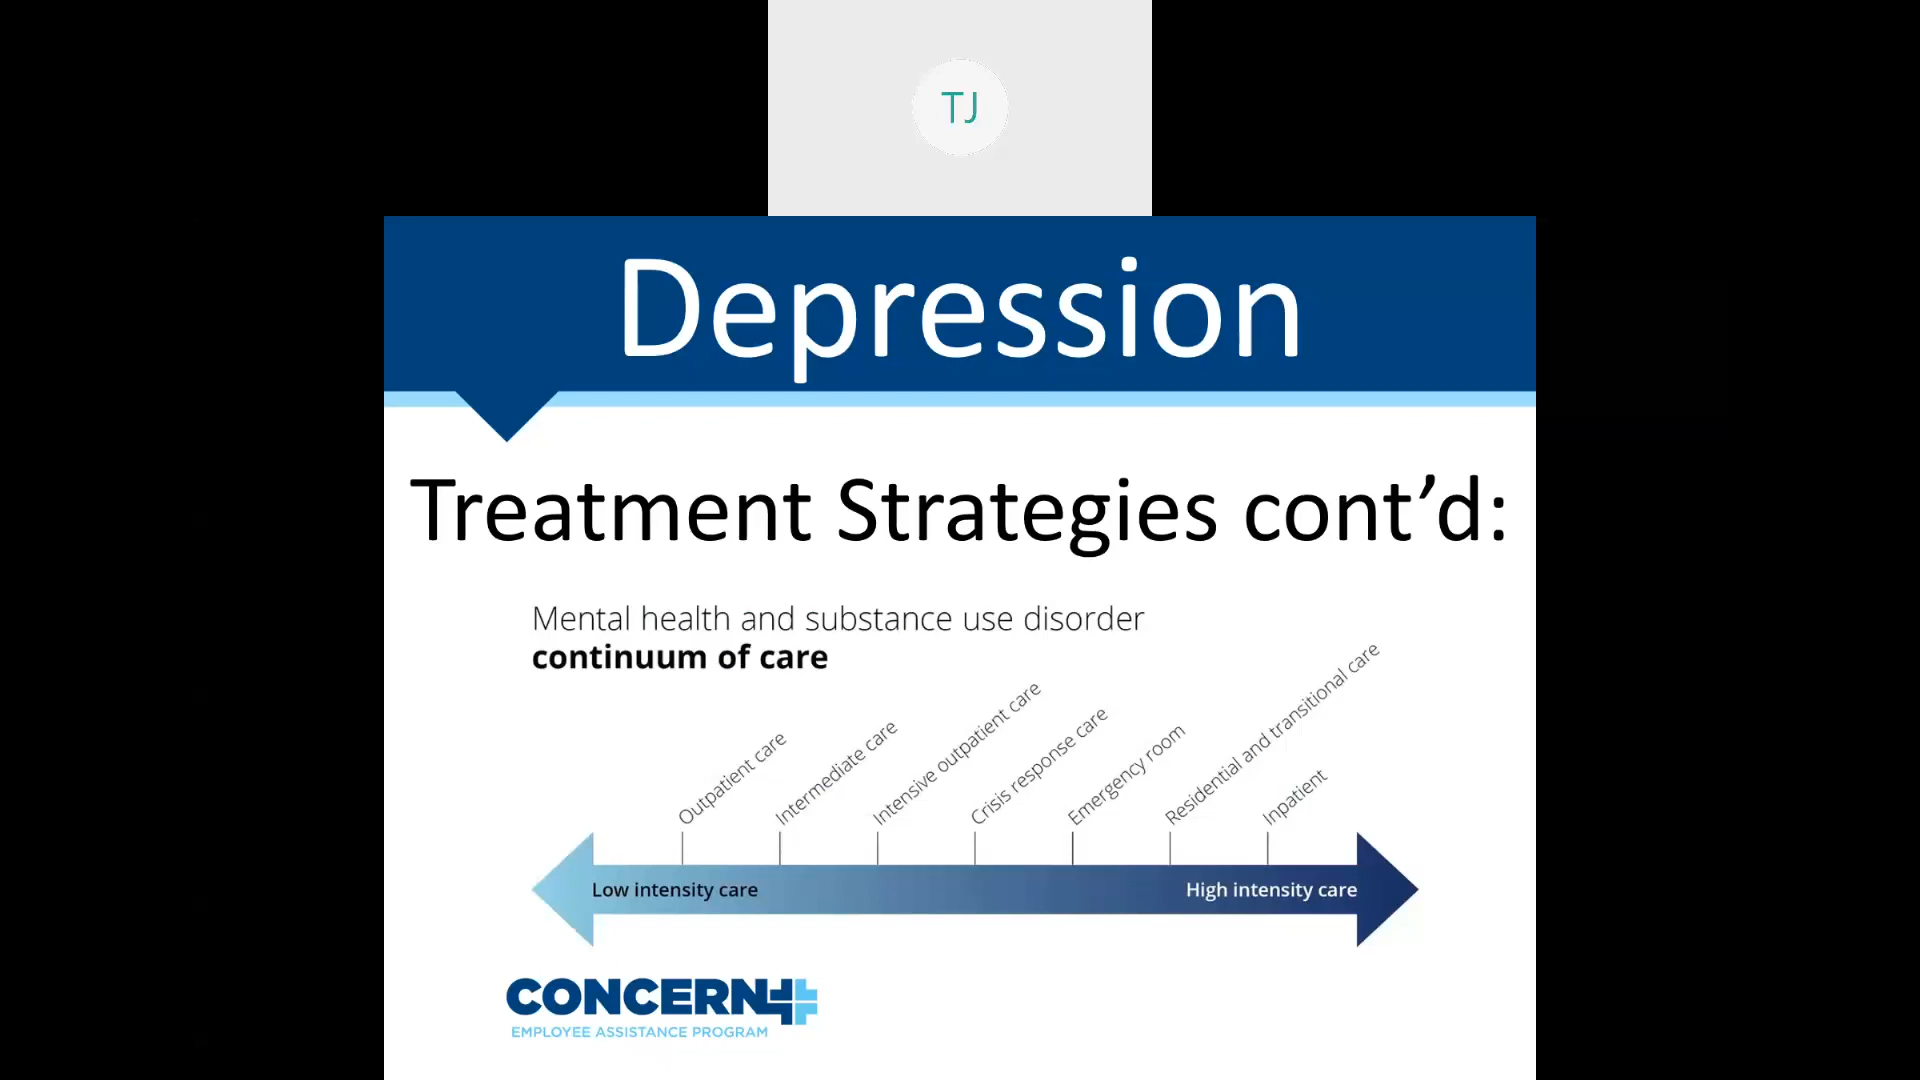 TJ
Depression
Treatment Strategies cont’d:
Mental health and substance use disorder
continuum of care
Outpatient care
Intermediate care
Intensive outpatient care
Crisis response care
Emergency room
Residential and transitional care
Inpatient
Low intensity care
High intensity care
CONCERN
EMPLOYEE ASSISTANCE PROGRAM